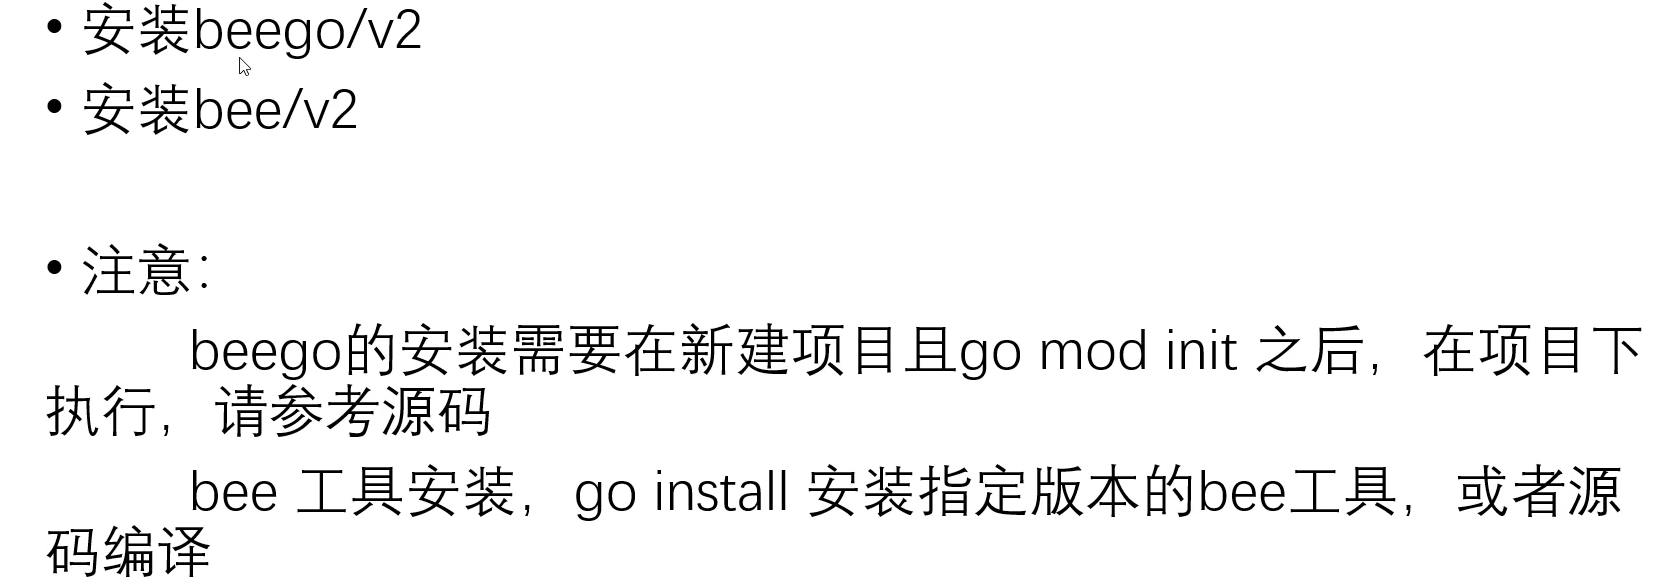 • 安装beego/v2
• 安装bee/v2
• 注意：
beego的安装需要在新建项目且go mod init 之后，在项目下
执行，请参考源码
bee 工具安装，go install 安装指定版本的bee工具，或者源
码编译